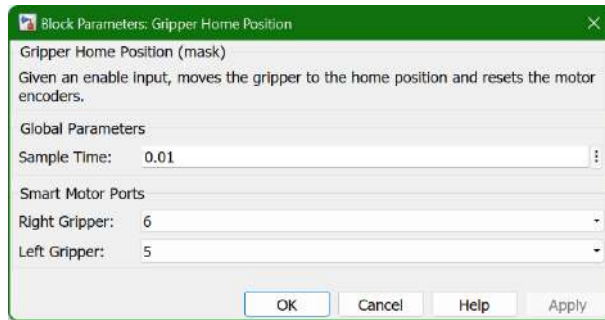 Block Parameters: Gripper Home Position
Gripper Home Position (mask)
Given an enable input, moves the gripper to the home position and resets the motor
encoders.
Global Parameters
Sample Time: 0.01
Smart Motor Ports
Right Gripper: 6
Left Gripper: 5
OK Cancel Help Apply